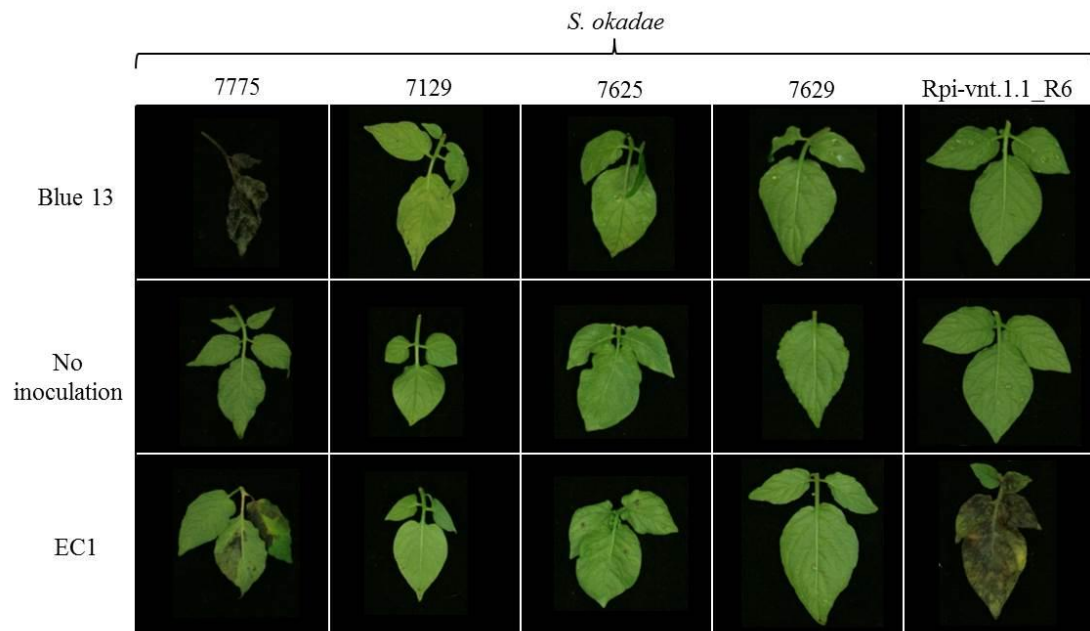 S. okadae
7775 7129 7625 7629 Rpi-vnt.1.1_R6
Blue 13
No
inoculation
EC1